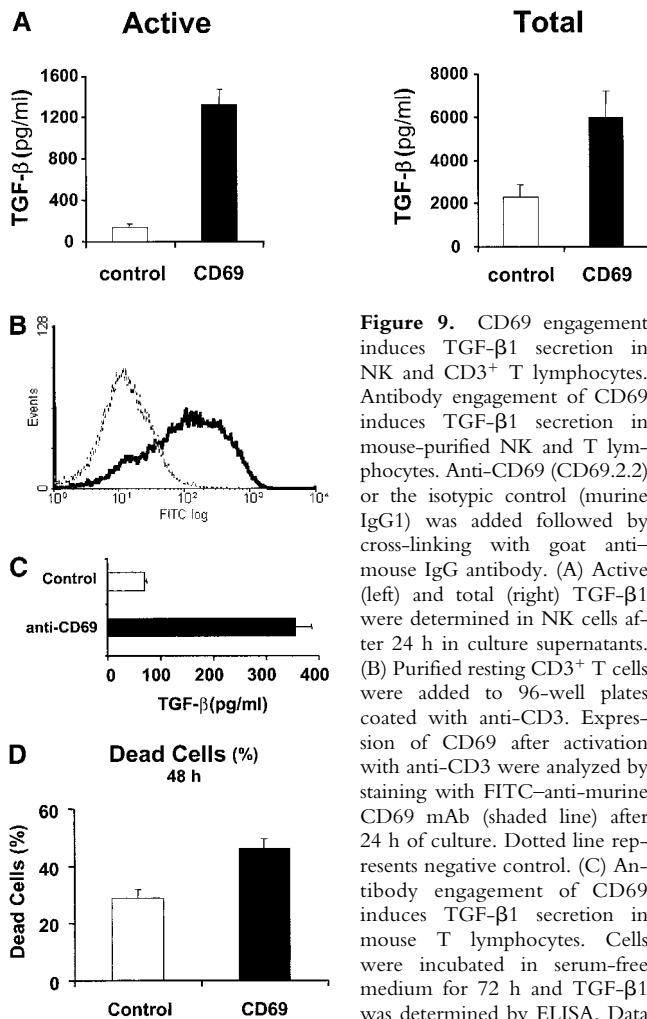 A
Active
Total
1600
1200
800
400
0
TGF-β (pg/ml)
control CD69
8000
6000
4000
2000
0
TGF-β (pg/ml)
control CD69
B
128
Events
0
10⁰ 10¹ 10² 10³ 10⁴
FITC log
C
Control
anti-CD69
0 100 200 300 400
TGF-β(pg/ml)
D
Dead Cells (%)
48 h
60
40
20
0
Dead Cells (%)
Control CD69
Figure 9. CD69 engagement
induces TGF-β1 secretion in
NK and CD3⁺ T lymphocytes.
Antibody engagement of CD69
induces TGF-β1 secretion in
mouse-purified NK and T lym-
phocytes. Anti-CD69 (CD69.2.2)
or the isotypic control (murine
IgG1) was added followed by
cross-linking with goat anti–
mouse IgG antibody. (A) Active
(left) and total (right) TGF-β1
were determined in NK cells af-
ter 24 h in culture supernatants.
(B) Purified resting CD3⁺ T cells
were added to 96-well plates
coated with anti-CD3. Expres-
sion of CD69 after activation
with anti-CD3 were analyzed by
staining with FITC–anti-murine
CD69 mAb (shaded line) after
24 h of culture. Dotted line rep-
resents negative control. (C) An-
tibody engagement of CD69
induces TGF-β1 secretion in
mouse T lymphocytes. Cells
were incubated in serum-free
medium for 72 h and TGF-β1
was determined by ELISA. Data